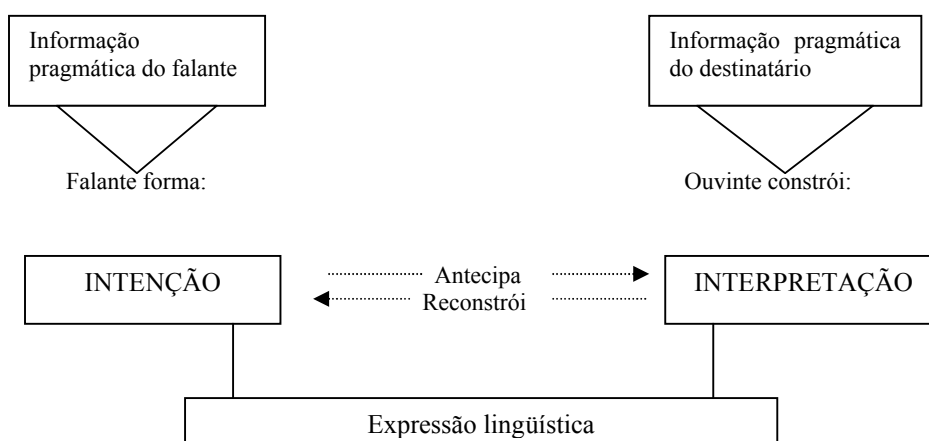 Informação
pragmática do falante
Informação pragmática
do destinatário
Falante forma:
Ouvinte constrói:
INTENÇÃO
Antecipa
Reconstrói
INTERPRETAÇÃO
Expressão lingüística